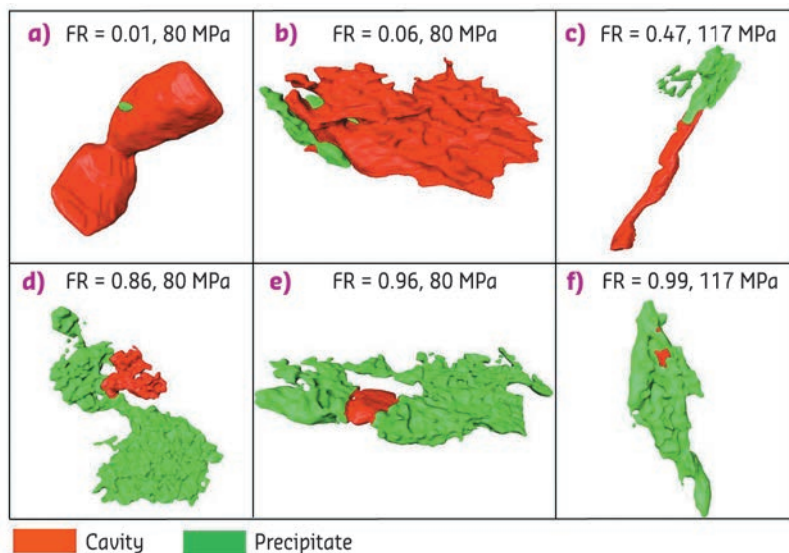 a) FR = 0.01, 80 MPa
b) FR = 0.06, 80 MPa
c) FR = 0.47, 117 MPa
d) FR = 0.86, 80 MPa
e) FR = 0.96, 80 MPa
f) FR = 0.99, 117 MPa
Cavity
Precipitate